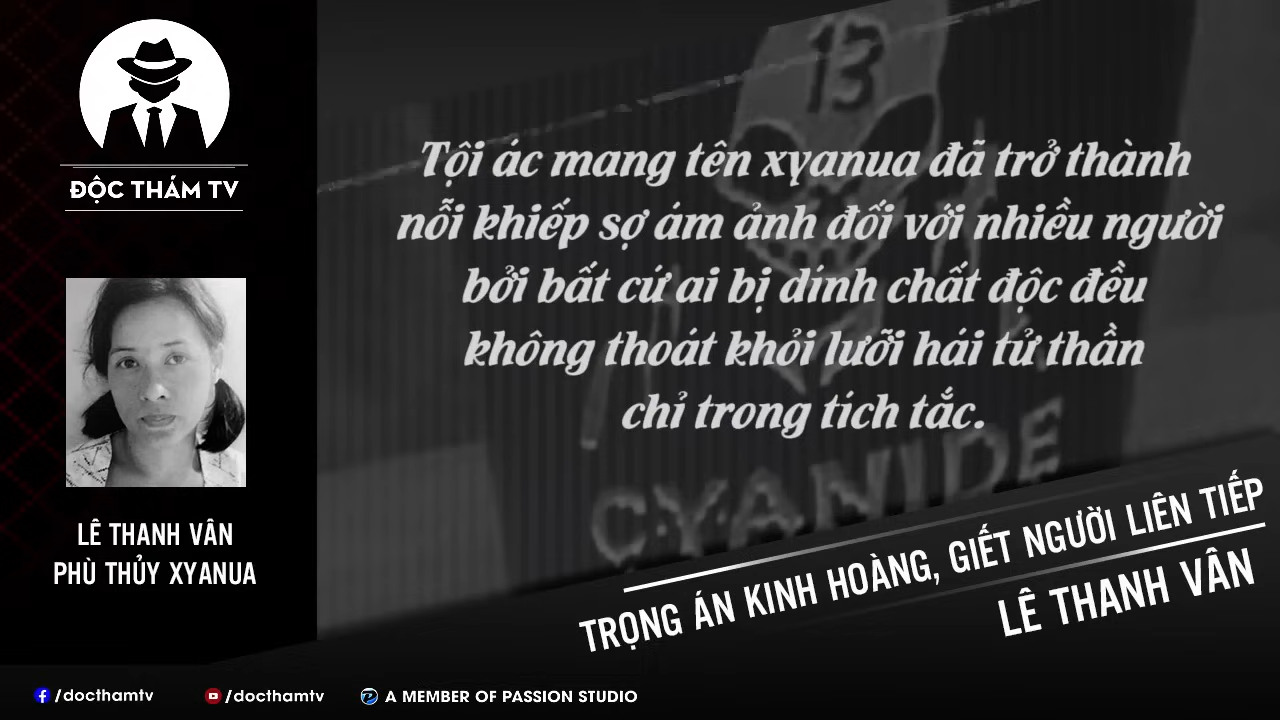 ĐỘC THÁM TV
LÊ THANH VÂN
PHÙ THỦY XYANUA
13
Tội ác mang tên xyanua đã trở thành
nỗi khiếp sợ ám ảnh đối với nhiều người
bởi bất cứ ai bị dính chất độc đều
không thoát khỏi lưỡi hái tử thần
chỉ trong tích tắc.
CYANIDE
TRỌNG ÁN KINH HOÀNG, GIẾT NGƯỜI LIÊN TIẾP
LÊ THANH VÂN
/docthamtv
/docthamtv
A MEMBER OF PASSION STUDIO